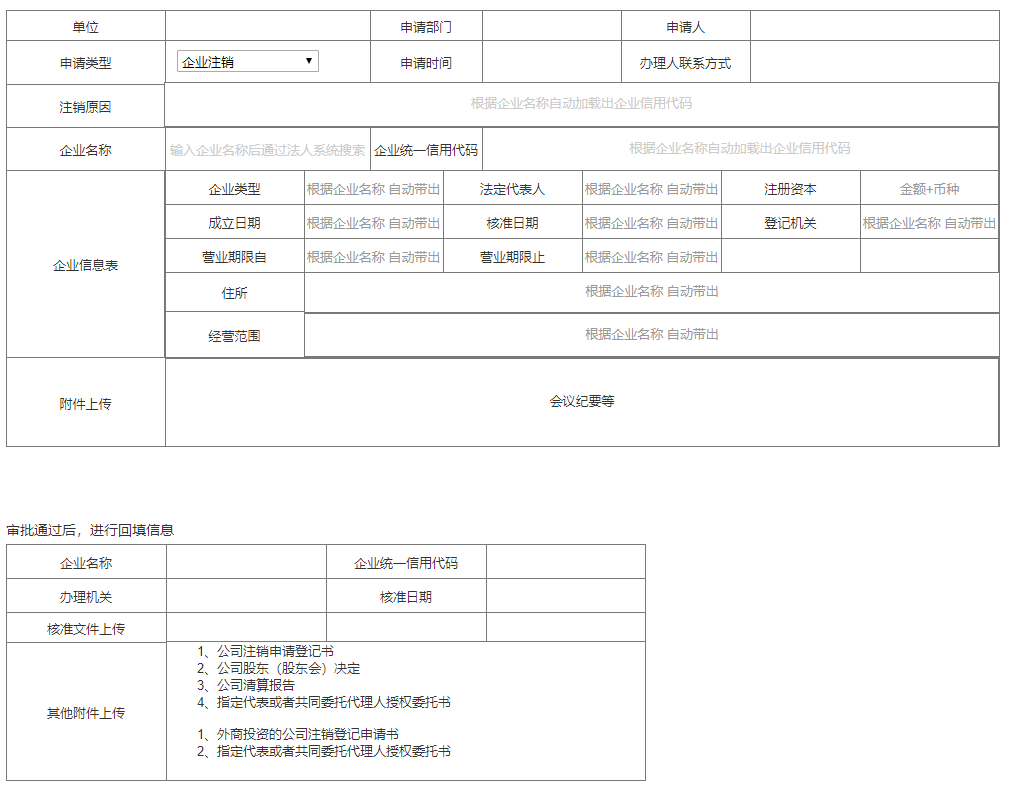 单位 申请部门 申请人
申请类型 企业注销 ▼ 申请时间 办理人联系方式
注销原因 根据企业名称自动加载出企业信用代码
企业名称 输入企业名称后通过法人系统搜索 企业统一信用代码 根据企业名称自动加载出企业信用代码
企业信息表
企业类型 根据企业名称 自动带出 法定代表人 根据企业名称 自动带出 注册资本 金额+币种
成立日期 根据企业名称 自动带出 核准日期 根据企业名称 自动带出 登记机关 根据企业名称 自动带出
营业期限自 根据企业名称 自动带出 营业期限止 根据企业名称 自动带出
住所 根据企业名称 自动带出
经营范围 根据企业名称 自动带出
附件上传 会议纪要等
审批通过后，进行回填信息
企业名称 企业统一信用代码
办理机关 核准日期
核准文件上传
其他附件上传
1、公司注销申请登记书
2、公司股东（股东会）决定
3、公司清算报告
4、指定代表或者共同委托代理人授权委托书
1、外商投资的公司注销登记申请书
2、指定代表或者共同委托代理人授权委托书